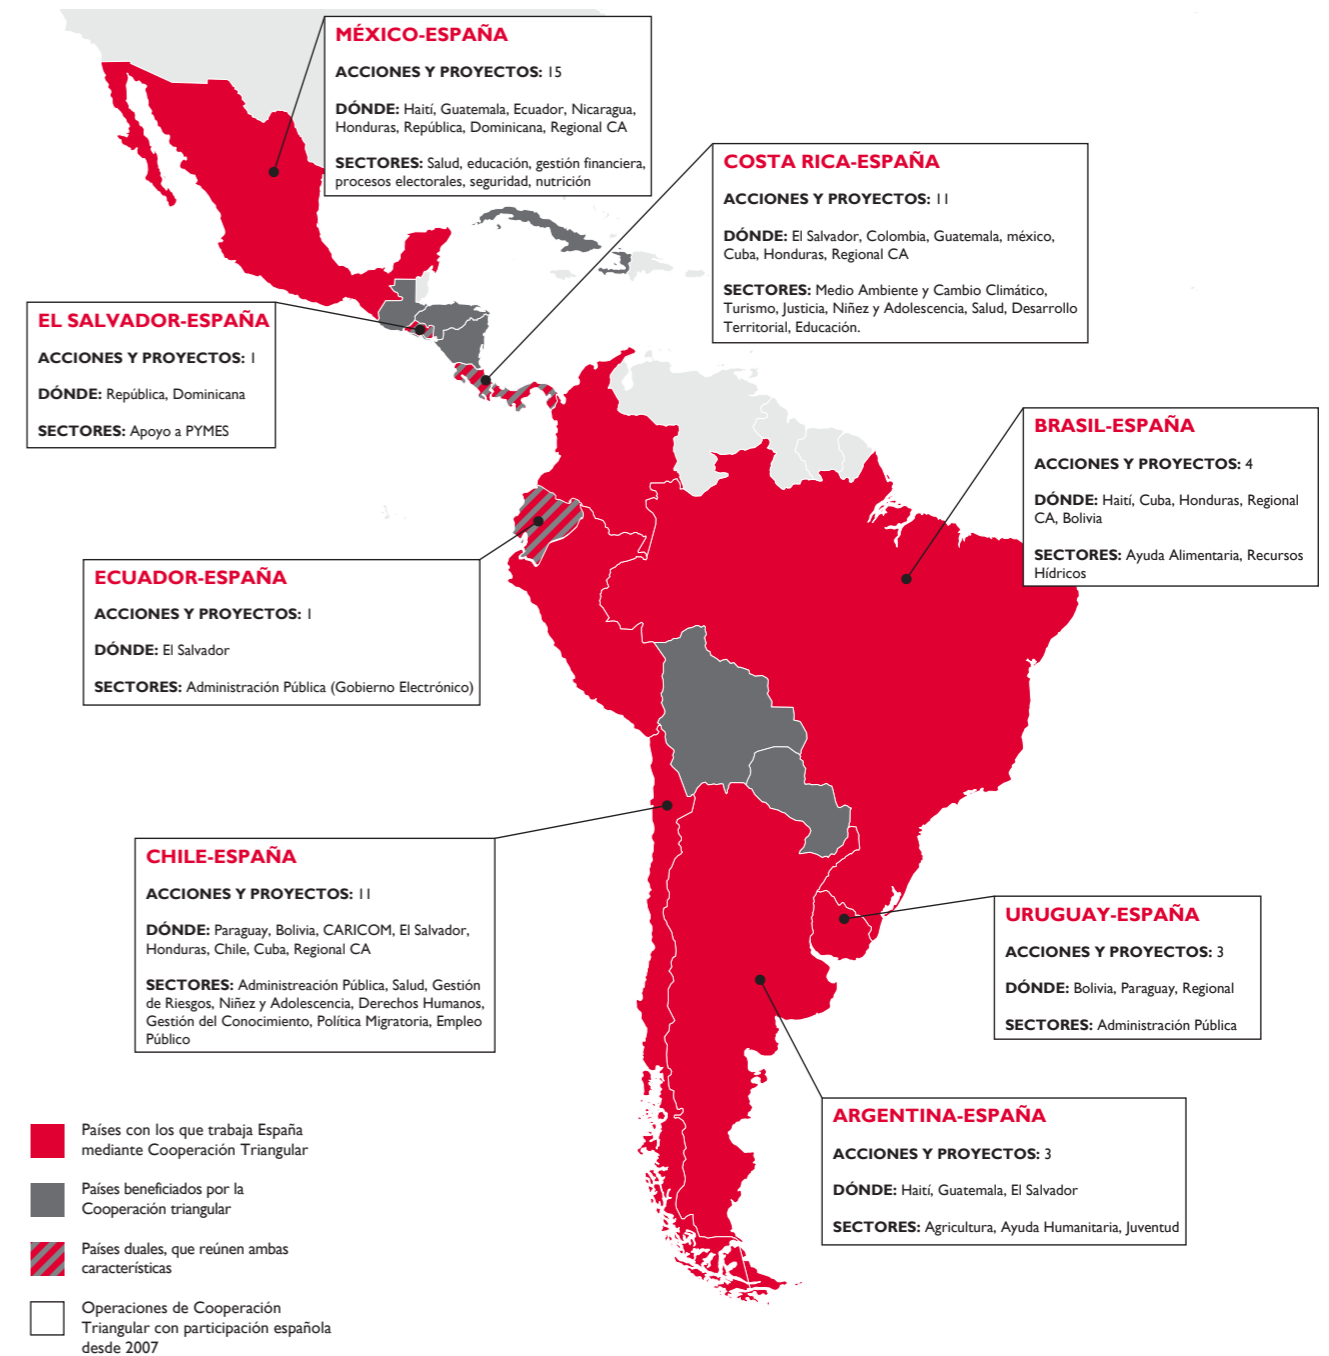 MÉXICO-ESPAÑA
ACCIONES Y PROYECTOS: 15
DÓNDE: Haití, Guatemala, Ecuador, Nicaragua,
Honduras, República, Dominicana, Regional CA
SECTORES: Salud, educación, gestión financiera,
procesos electorales, seguridad, nutrición
COSTA RICA-ESPAÑA
ACCIONES Y PROYECTOS: 11
DÓNDE: El Salvador, Colombia, Guatemala, méxico,
Cuba, Honduras, Regional CA
SECTORES: Medio Ambiente y Cambio Climático,
Turismo, Justicia, Niñez y Adolescencia, Salud, Desarrollo
Territorial, Educación.
EL SALVADOR-ESPAÑA
ACCIONES Y PROYECTOS: 1
DÓNDE: República, Dominicana
SECTORES: Apoyo a PYMES
BRASIL-ESPAÑA
ACCIONES Y PROYECTOS: 4
DÓNDE: Haití, Cuba, Honduras, Regional
CA, Bolivia
SECTORES: Ayuda Alimentaria, Recursos
Hídricos
ECUADOR-ESPAÑA
ACCIONES Y PROYECTOS: 1
DÓNDE: El Salvador
SECTORES: Administración Pública (Gobierno Electrónico)
CHILE-ESPAÑA
ACCIONES Y PROYECTOS: 11
DÓNDE: Paraguay, Bolivia, CARICOM, El Salvador,
Honduras, Chile, Cuba, Regional CA
SECTORES: Administreación Pública, Salud, Gestión
de Riesgos, Niñez y Adolescencia, Derechos Humanos,
Gestión del Conocimiento, Política Migratoria, Empleo
Público
URUGUAY-ESPAÑA
ACCIONES Y PROYECTOS: 3
DÓNDE: Bolivia, Paraguay, Regional
SECTORES: Administración Pública
ARGENTINA-ESPAÑA
ACCIONES Y PROYECTOS: 3
DÓNDE: Haití, Guatemala, El Salvador
SECTORES: Agricultura, Ayuda Humanitaria, Juventud
Países con los que trabaja España
mediante Cooperación Triangular
Países beneficiados por la
Cooperación triangular
Países duales, que reúnen ambas
características
Operaciones de Cooperación
Triangular con participación española
desde 2007